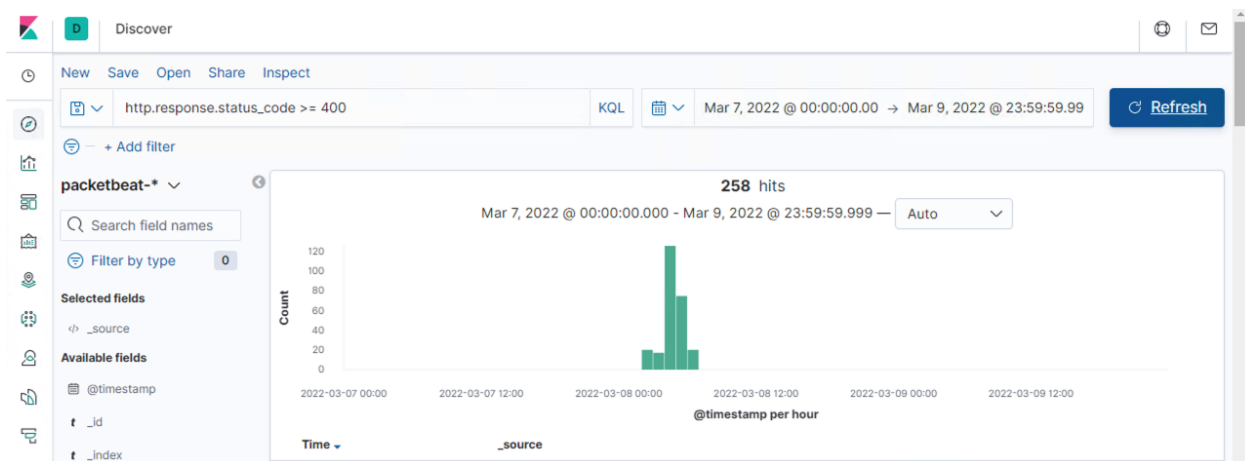 D Discover
New Save Open Share Inspect
http.response.status_code >= 400 KQL Mar 7, 2022 @ 00:00:00.00 → Mar 9, 2022 @ 23:59:59.99 Refresh
+ Add filter
packetbeat-*
Search field names
Filter by type 0
Selected fields
</> _source
Available fields
@timestamp
t _id
t _index
258 hits
Mar 7, 2022 @ 00:00:00.000 - Mar 9, 2022 @ 23:59:59.999 — Auto
Count
120
100
80
60
40
20
0
2022-03-07 00:00 2022-03-07 12:00 2022-03-08 00:00 2022-03-08 12:00 2022-03-09 00:00 2022-03-09 12:00
@timestamp per hour
Time _source